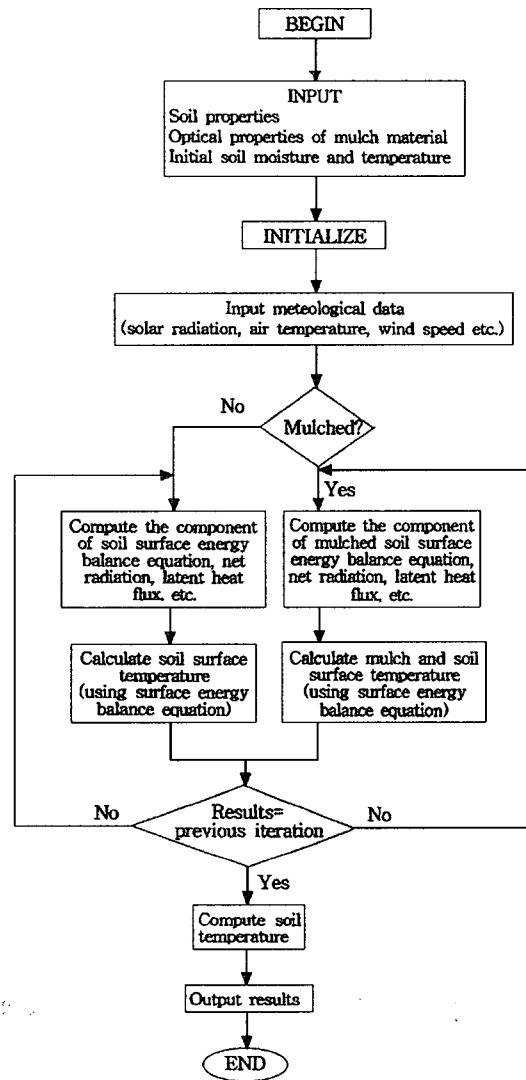 BEGIN
INPUT
Soil properties
Optical properties of mulch material
Initial soil moisture and temperature
INITIALIZE
Input meteological data
(solar radiation, air temperature, wind speed etc.)
No
Mulched?
Yes
Compute the component
of soil surface energy
balance equation, net
radiation, latent heat
flux, etc.
Compute the component
of mulched soil surface
energy balance equation,
net radiation, latent heat
flux, etc.
Calculate soil surface
temperature
(using surface energy
balance equation)
Calculate mulch and soil
surface temperature
(using surface energy
balance equation)
No
Results=
previous iteration
No
Yes
Compute soil
temperature
Output results
END